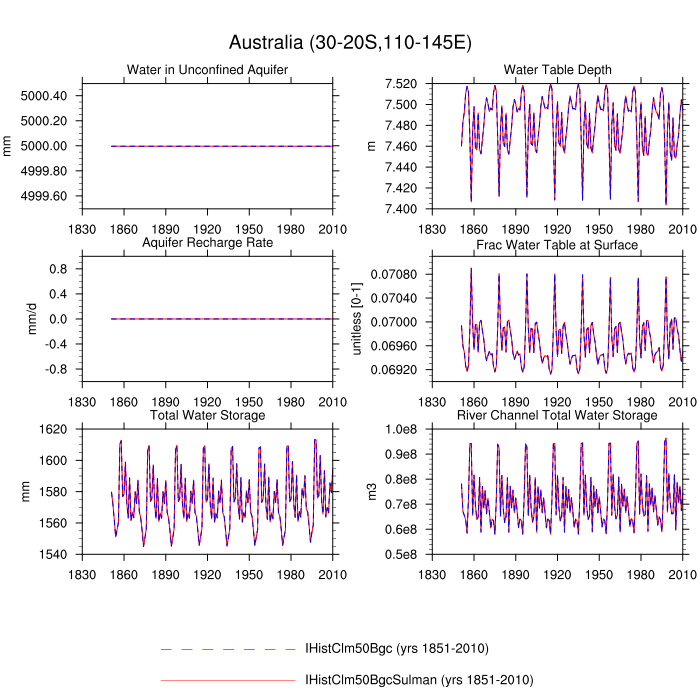 Australia (30-20S,110-145E)
Water in Unconfined Aquifer
Water Table Depth
5000.40
5000.20
5000.00
4999.80
4999.60
mm
1830 1860 1890 1920 1950 1980 2010
7.520
7.500
7.480
7.460
7.440
7.420
7.400
m
1830 1860 1890 1920 1950 1980 2010
Aquifer Recharge Rate
Frac Water Table at Surface
0.8
0.4
0.0
-0.4
-0.8
mm/d
1830 1860 1890 1920 1950 1980 2010
0.07080
0.07040
0.07000
0.06960
0.06920
unitless [0-1]
1830 1860 1890 1920 1950 1980 2010
Total Water Storage
River Channel Total Water Storage
1620
1600
1580
1560
1540
mm
1830 1860 1890 1920 1950 1980 2010
1.0e8
0.9e8
0.8e8
0.7e8
0.6e8
0.5e8
m3
1830 1860 1890 1920 1950 1980 2010
IHistClm50Bgc (yrs 1851-2010)
IHistClm50BgcSulman (yrs 1851-2010)